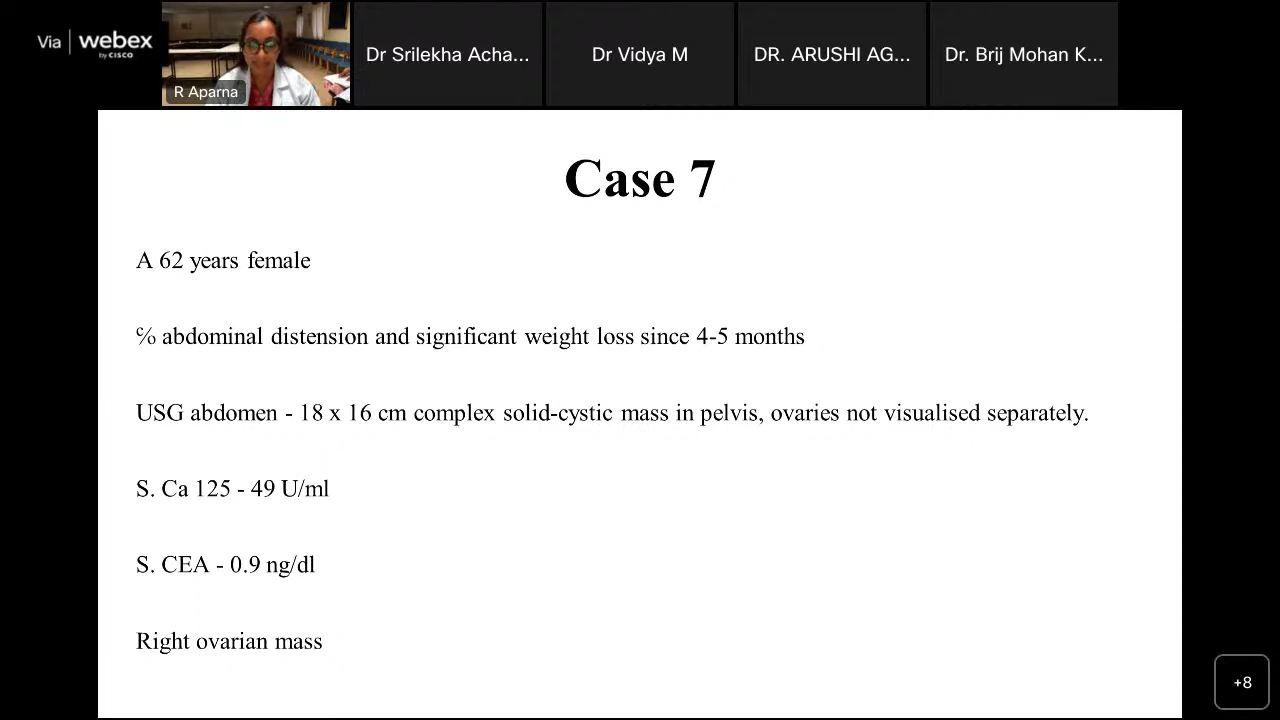 Via | webex
by CISCO
R Aparna
Dr Srilekha Acha...
Dr Vidya M
DR. ARUSHI AG...
Dr. Brij Mohan K...
Case 7
A 62 years female
℅ abdominal distension and significant weight loss since 4-5 months
USG abdomen - 18 x 16 cm complex solid-cystic mass in pelvis, ovaries not visualised separately.
S. Ca 125 - 49 U/ml
S. CEA - 0.9 ng/dl
Right ovarian mass
+8